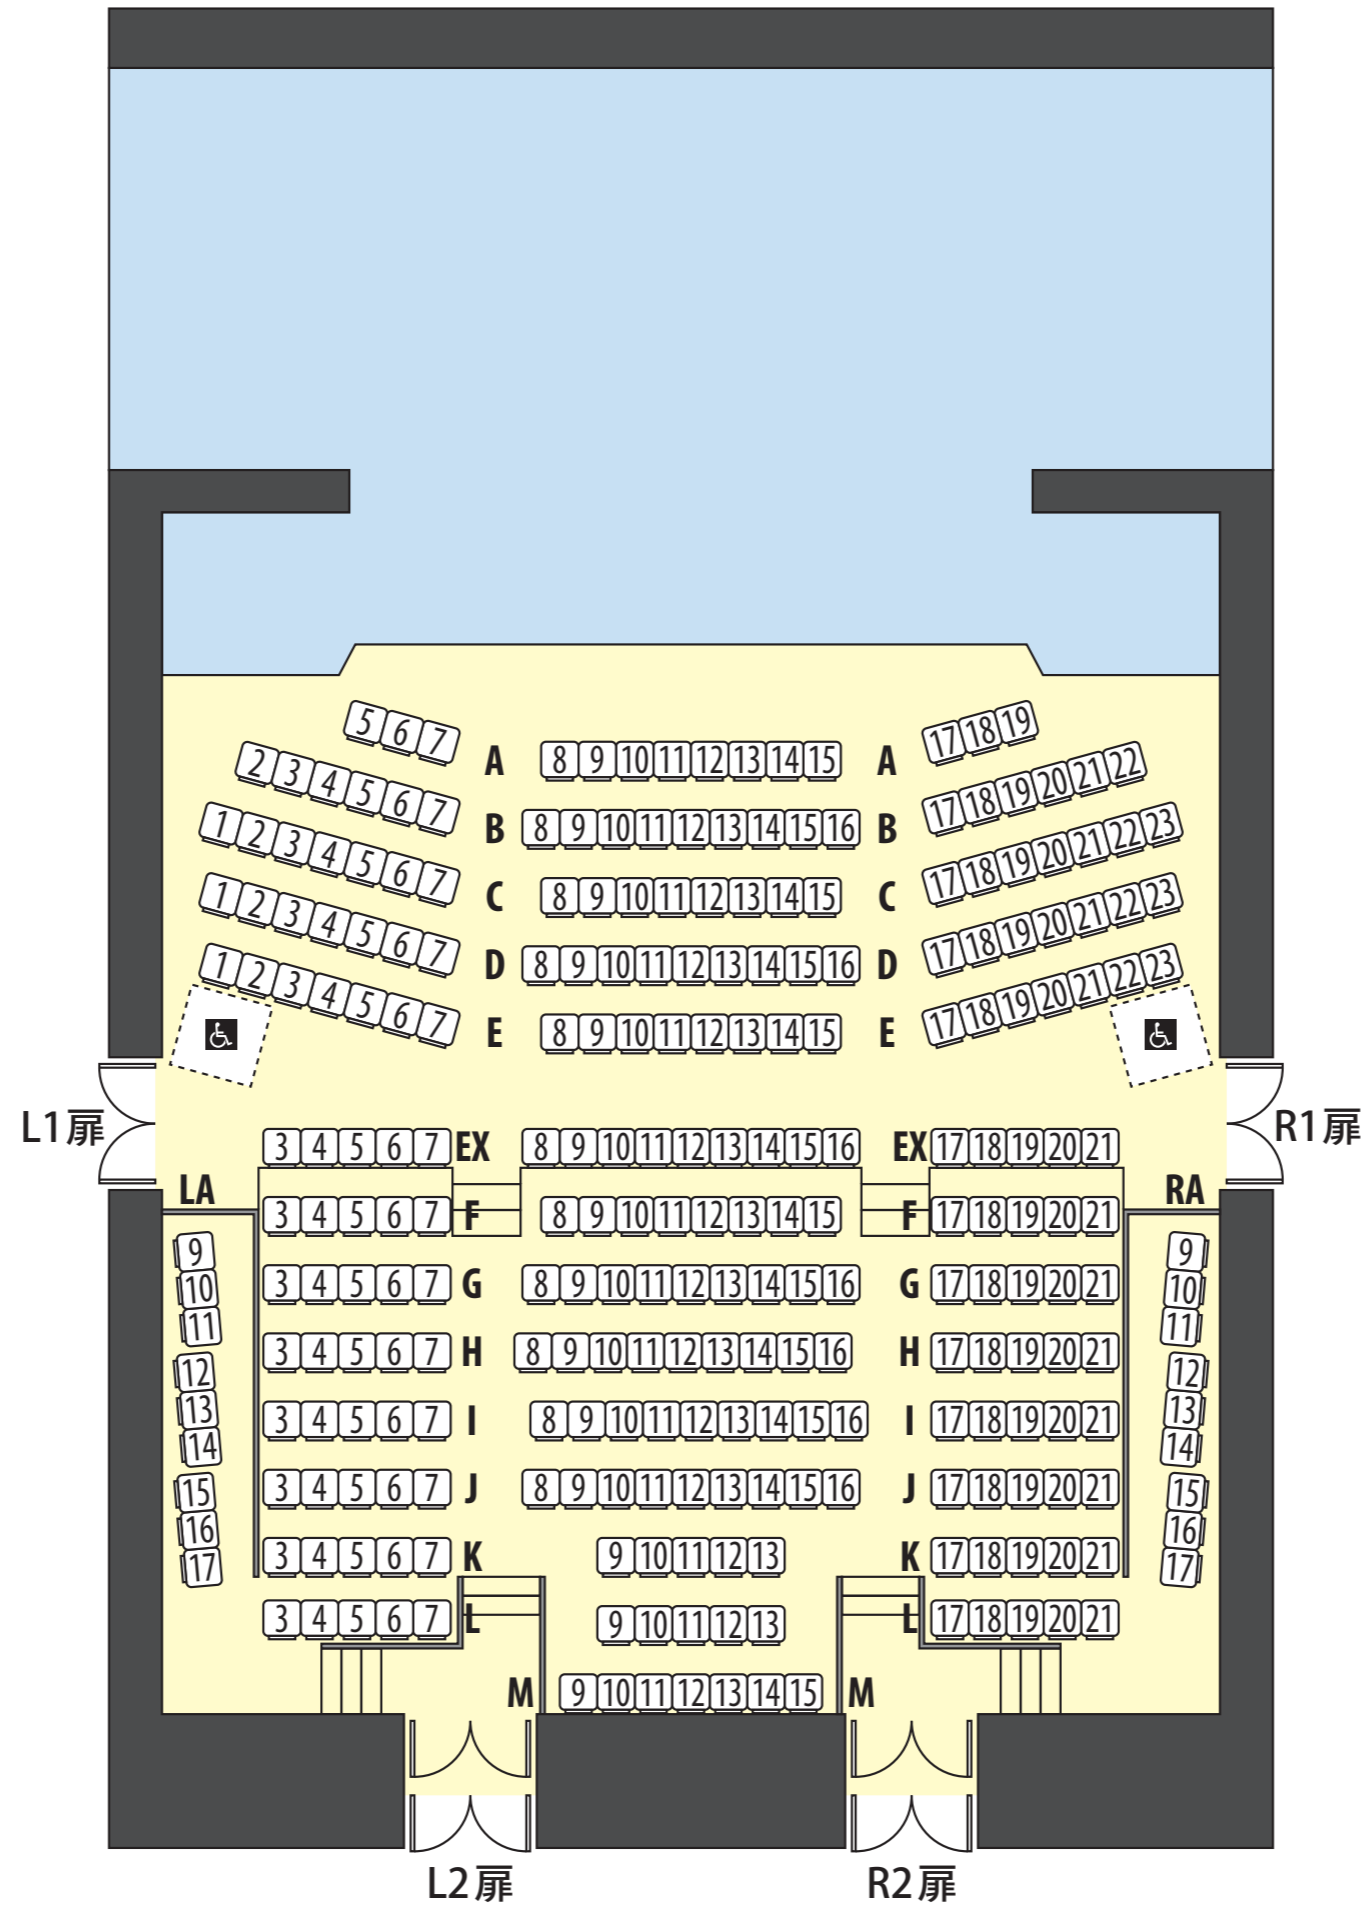 5 6 7 A 8 9 10 11 12 13 14 15 A 17 18 19
2 3 4 5 6 7 B 8 9 10 11 12 13 14 15 16 B 17 18 19 20 21 22
1 2 3 4 5 6 7 C 8 9 10 11 12 13 14 15 C 17 18 19 20 21 22 23
1 2 3 4 5 6 7 D 8 9 10 11 12 13 14 15 16 D 17 18 19 20 21 22 23
1 2 3 4 5 6 7 E 8 9 10 11 12 13 14 15 E 17 18 19 20 21 22 23
L1扉
R1扉
3 4 5 6 7 EX 8 9 10 11 12 13 14 15 16 EX 17 18 19 20 21
LA
RA
3 4 5 6 7 F 8 9 10 11 12 13 14 15 F 17 18 19 20 21
3 4 5 6 7 G 8 9 10 11 12 13 14 15 16 G 17 18 19 20 21
3 4 5 6 7 H 8 9 10 11 12 13 14 15 16 H 17 18 19 20 21
3 4 5 6 7 I 8 9 10 11 12 13 14 15 16 I 17 18 19 20 21
3 4 5 6 7 J 8 9 10 11 12 13 14 15 16 J 17 18 19 20 21
3 4 5 6 7 K 9 10 11 12 13 K 17 18 19 20 21
3 4 5 6 7 L 9 10 11 12 13 L 17 18 19 20 21
M 9 10 11 12 13 14 15 M
9
10
11
12
13
14
15
16
17
9
10
11
12
13
14
15
16
17
L2扉
R2扉